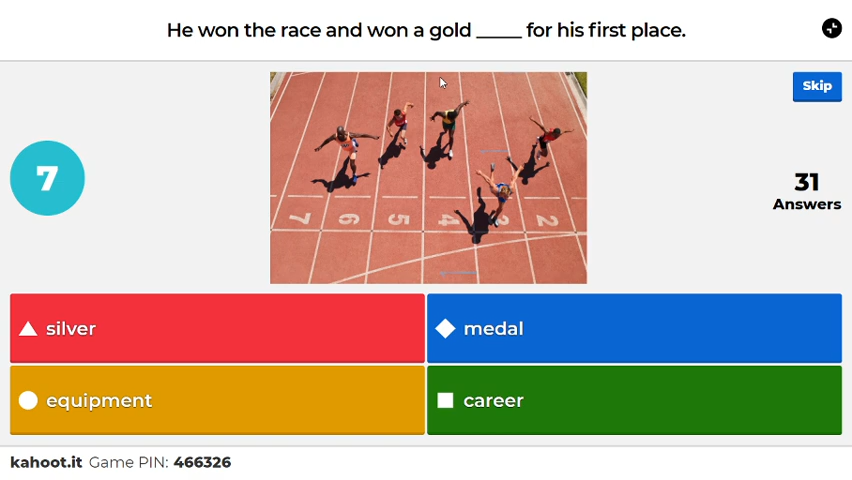 He won the race and won a gold _____ for his first place.
Skip
7
31
Answers
7 6 5 4 3 2
silver
medal
equipment
career
kahoot.it Game PIN: 466326